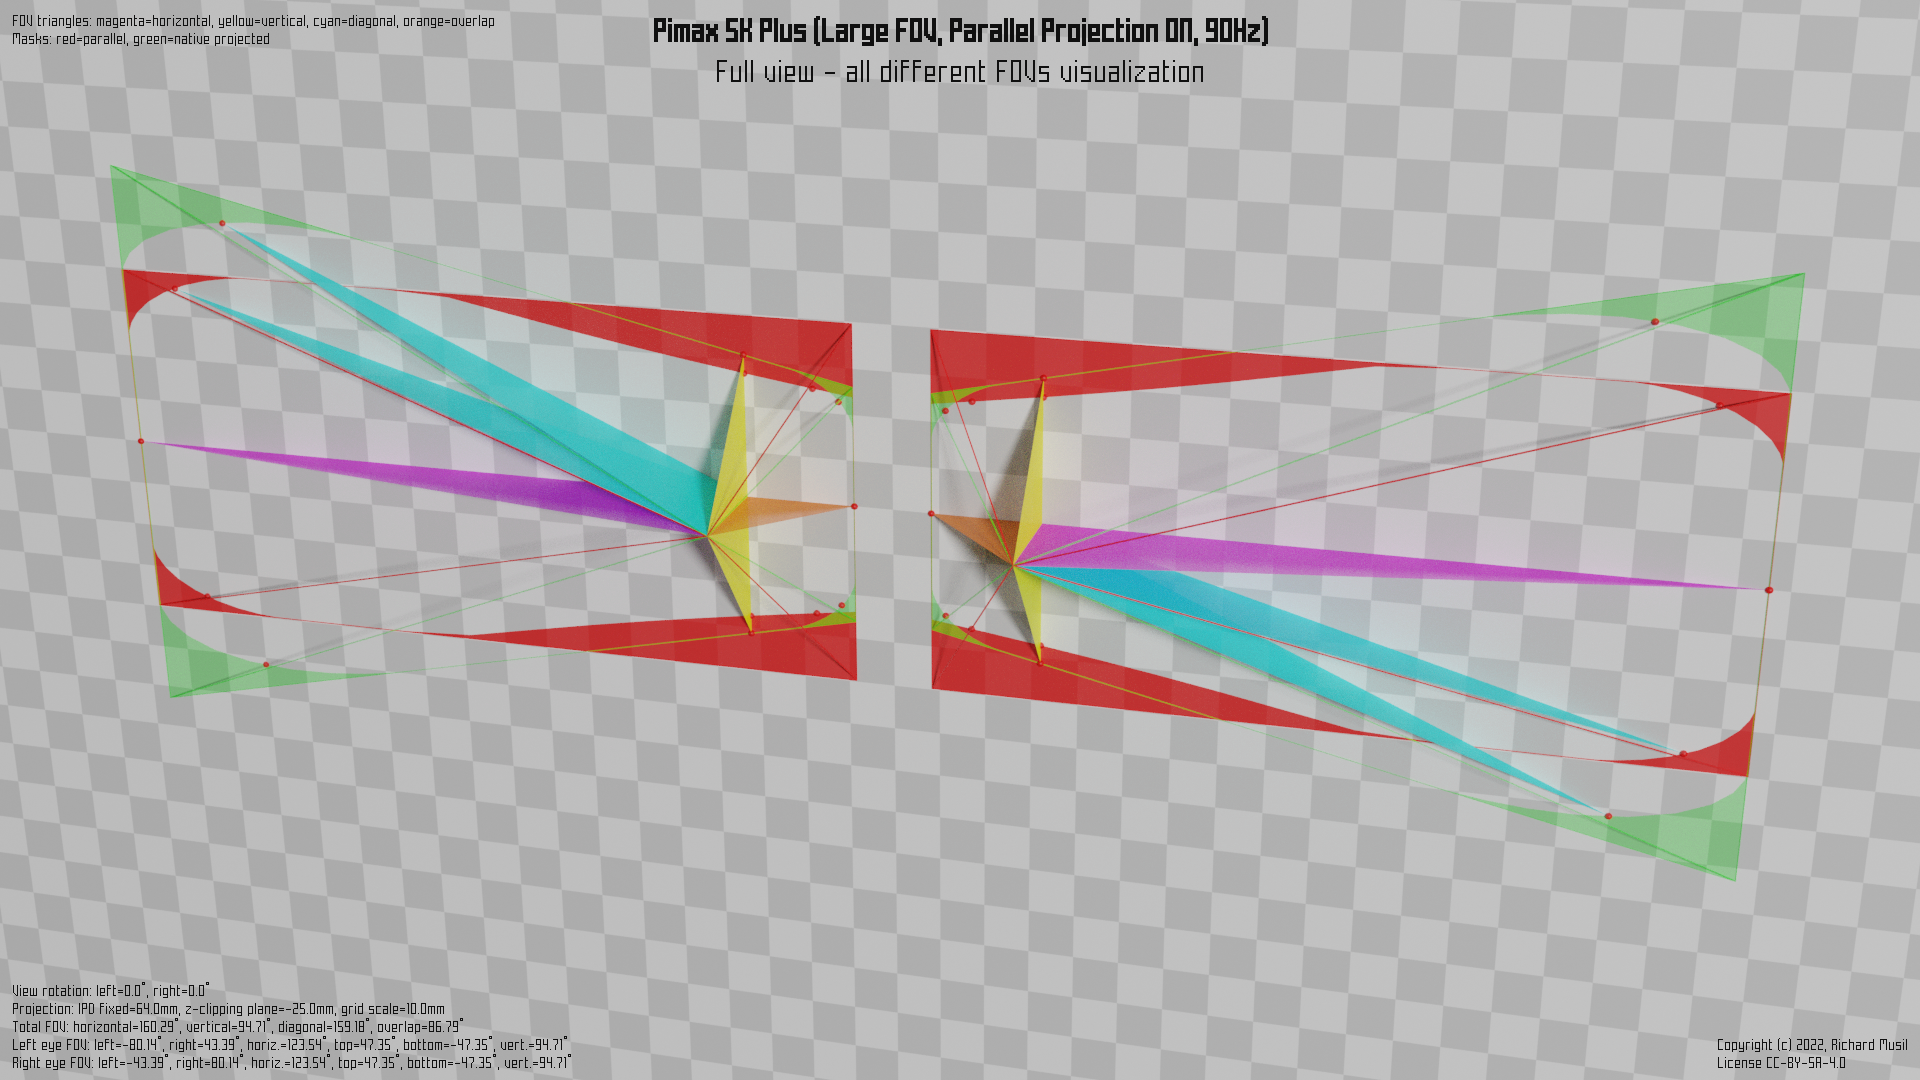 FOV triangles: magenta=horizontal, yellow=vertical, cyan=diagonal, orange=overlap
Masks: red=parallel, green=native projected
Pimax 5K Plus (Large FOV, Parallel Projection ON, 90Hz)
Full view - all different FOVs visualization
View rotation: left=0.0°, right=0.0°
Projection: IPD fixed=64.0mm, z-clipping plane=-25.0mm, grid scale=10.0mm
Total FOV: horizontal=160.29°, vertical=94.71°, diagonal=159.18°, overlap=86.79°
Left eye FOV: left=-80.14°, right=43.39°, horiz.=123.54°, top=47.35°, bottom=-47.35°, vert.=94.71°
Right eye FOV: left=-43.39°, right=80.14°, horiz.=123.54°, top=47.35°, bottom=-47.35°, vert.=94.71°
Copyright (c) 2022, Richard Musil
License CC-BY-SA-4.0